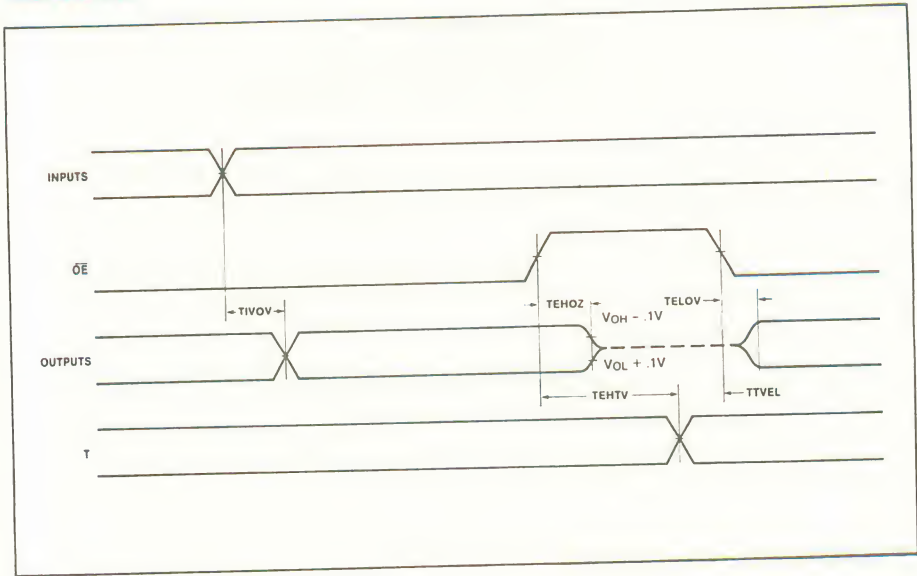 INPUTS
OE
TIVOV
TEHOZ
TELOV
VOH - .1V
OUTPUTS
VOL + .1V
TEHTV
TTVEL
T